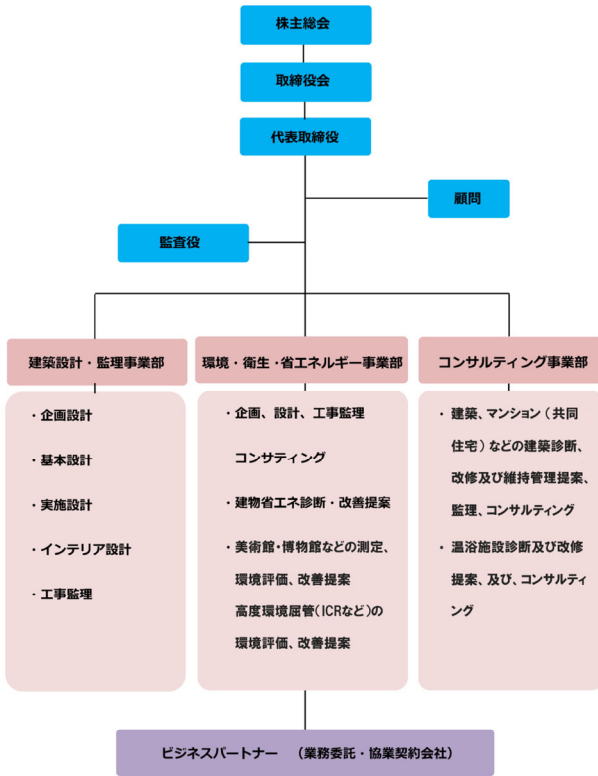 株主総会
取締役会
代表取締役
顧問
監査役
建築設計・監理事業部
環境・衛生・省エネルギー事業部
コンサルティング事業部
・企画設計
・基本設計
・実施設計
・インテリア設計
・工事監理
・企画、設計、工事監理
コンサティング
・建物省エネ診断・改善提案
・美術館・博物館などの測定、
環境評価、改善提案
高度環境屈管(ICRなど)の
環境評価、改善提案
・建築、マンション(共同
住宅)などの建築診断、
改修及び維持管理提案、
監理、コンサルティング
・温浴施設診断及び改修
提案、及び、コンサルティ
ング
ビジネスパートナー （業務委託・協業契約会社）